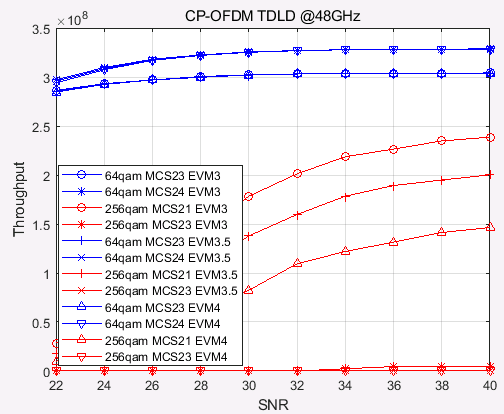 CP-OFDM TDLD @48GHz
×10^8
3.5
3
2.5
2
1.5
1
0.5
0
Throughput
64qam MCS23 EVM3
64qam MCS24 EVM3
256qam MCS21 EVM3
256qam MCS23 EVM3
64qam MCS23 EVM3.5
64qam MCS24 EVM3.5
256qam MCS21 EVM3.5
256qam MCS23 EVM3.5
64qam MCS23 EVM4
64qam MCS24 EVM4
256qam MCS21 EVM4
256qam MCS23 EVM4
22 24 26 28 30 32 34 36 38 40
SNR